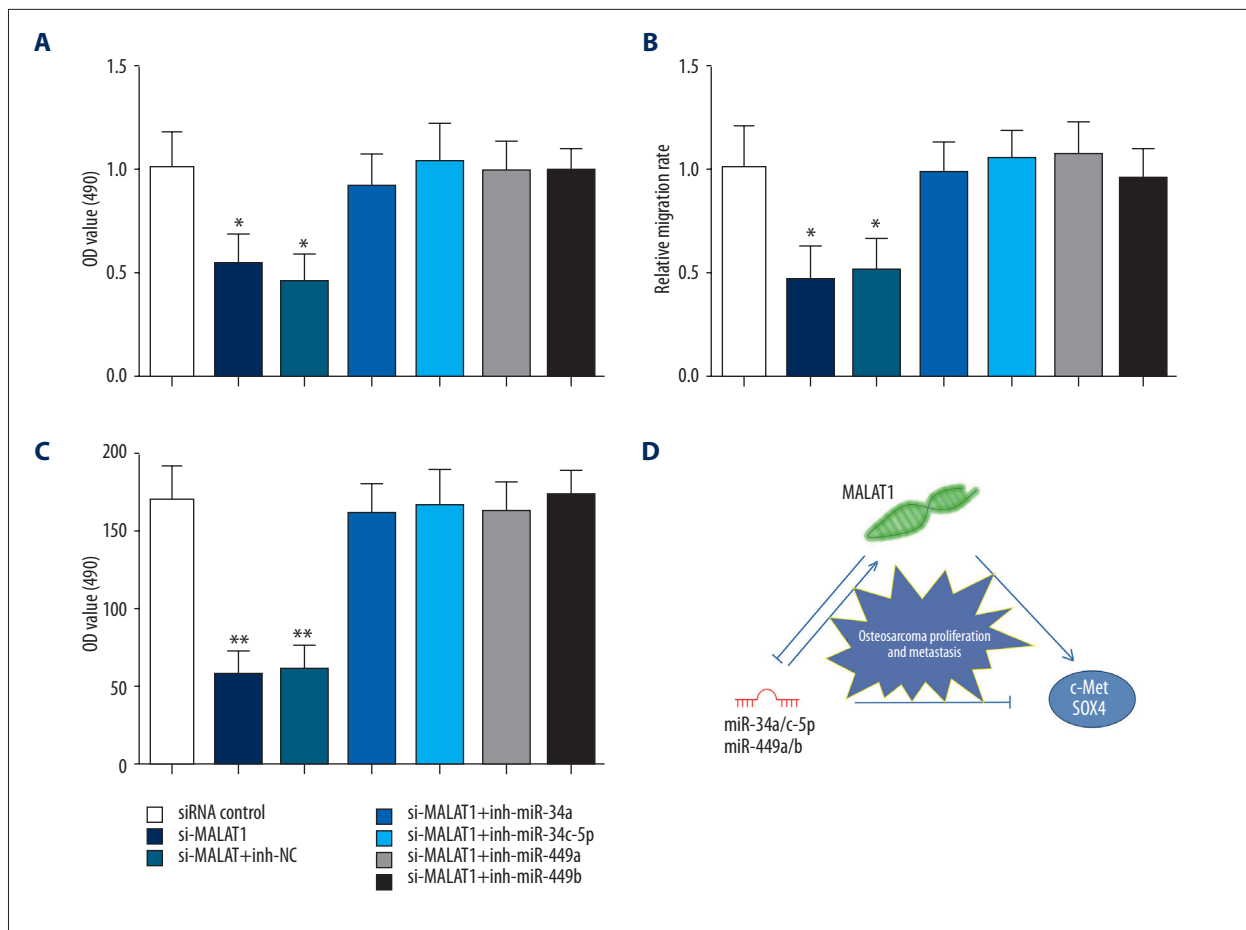 A
1.5
1.0
0.5
0.0
OD value (490)
*
*
B
1.5
1.0
0.5
0.0
Relative migration rate
*
*
C
200
150
100
50
0
OD value (490)
**
**
D
MALAT1
Osteosarcoma proliferation
and metastasis
miR-34a/c-5p
miR-449a/b
c-Met
SOX4
siRNA control
si-MALAT1
si-MALAT+inh-NC
si-MALAT1+inh-miR-34a
si-MALAT1+inh-miR-34c-5p
si-MALAT1+inh-miR-449a
si-MALAT1+inh-miR-449b